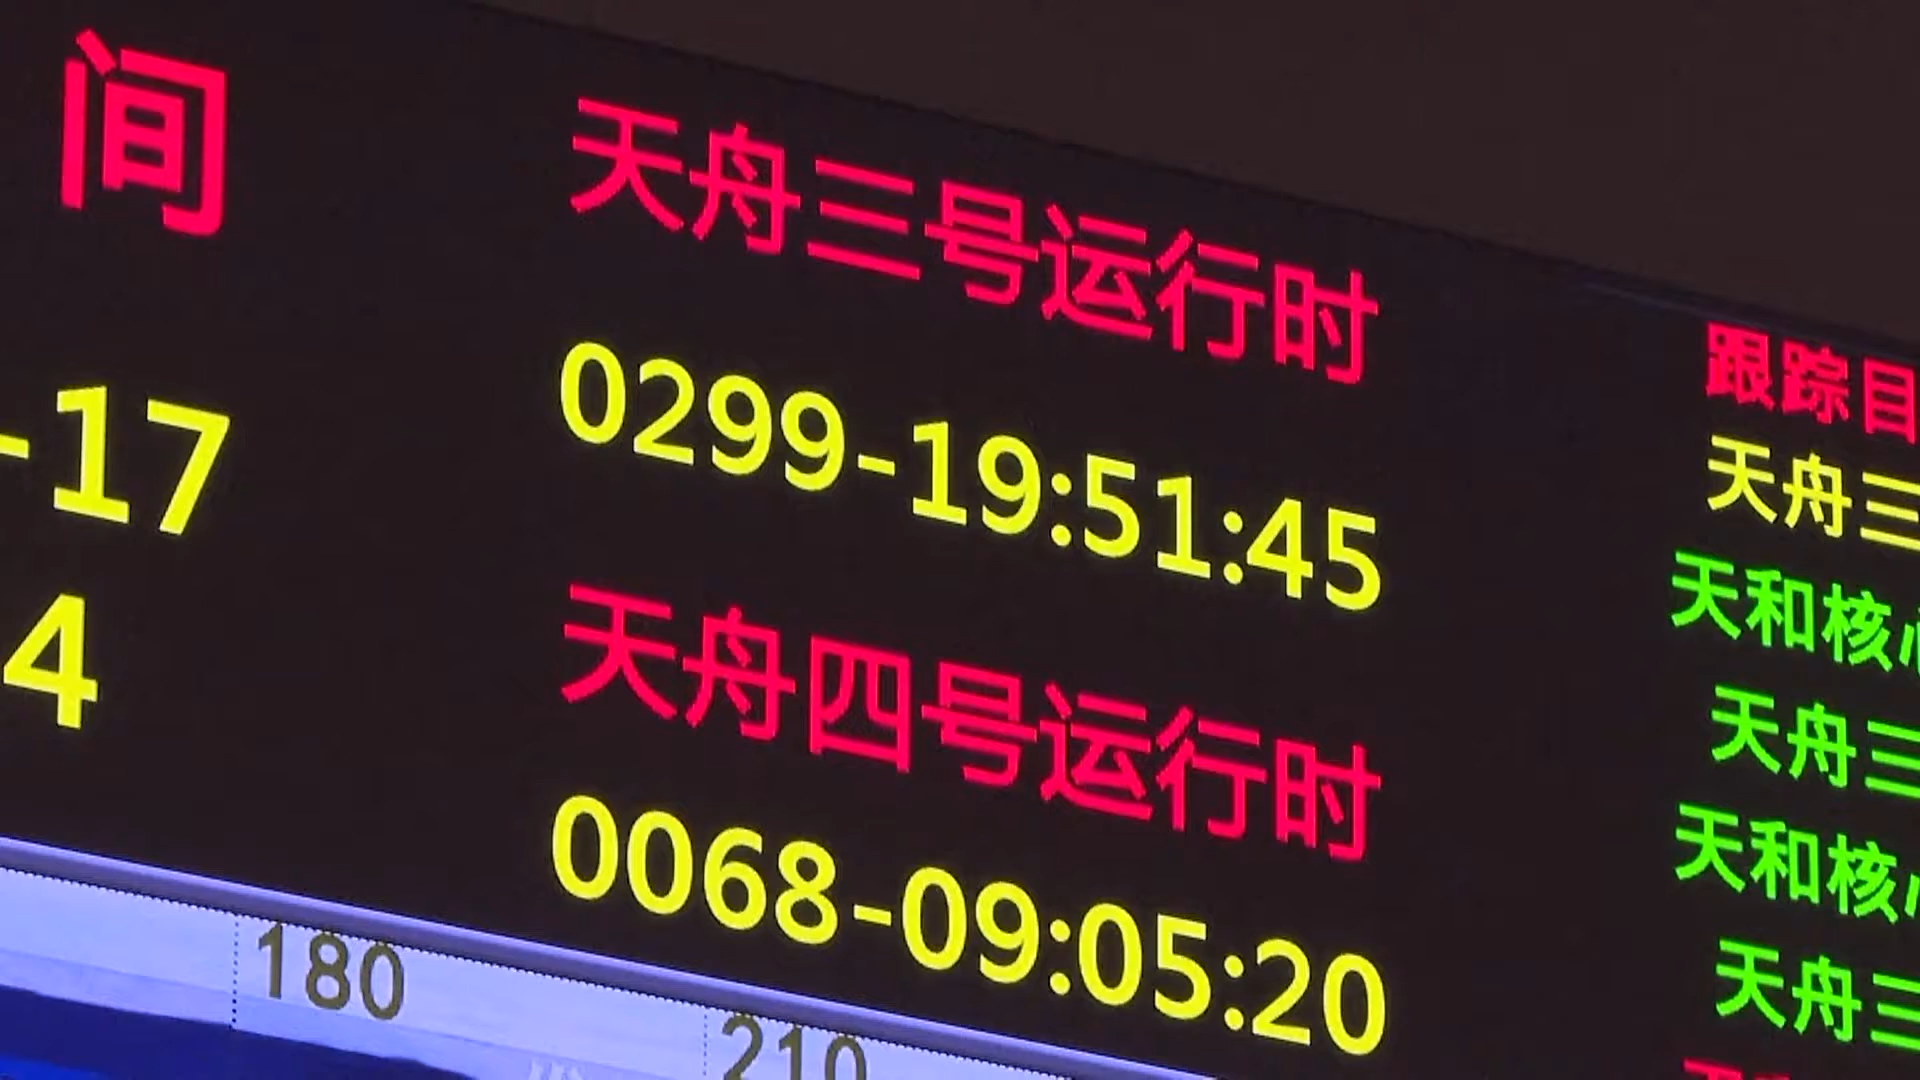 间
-17
4
天舟三号运行时
0299-19:51:45
天舟四号运行时
0068-09:05:20
跟踪目
天舟三
天和核心
天舟三
天和核心
天舟三
180
210